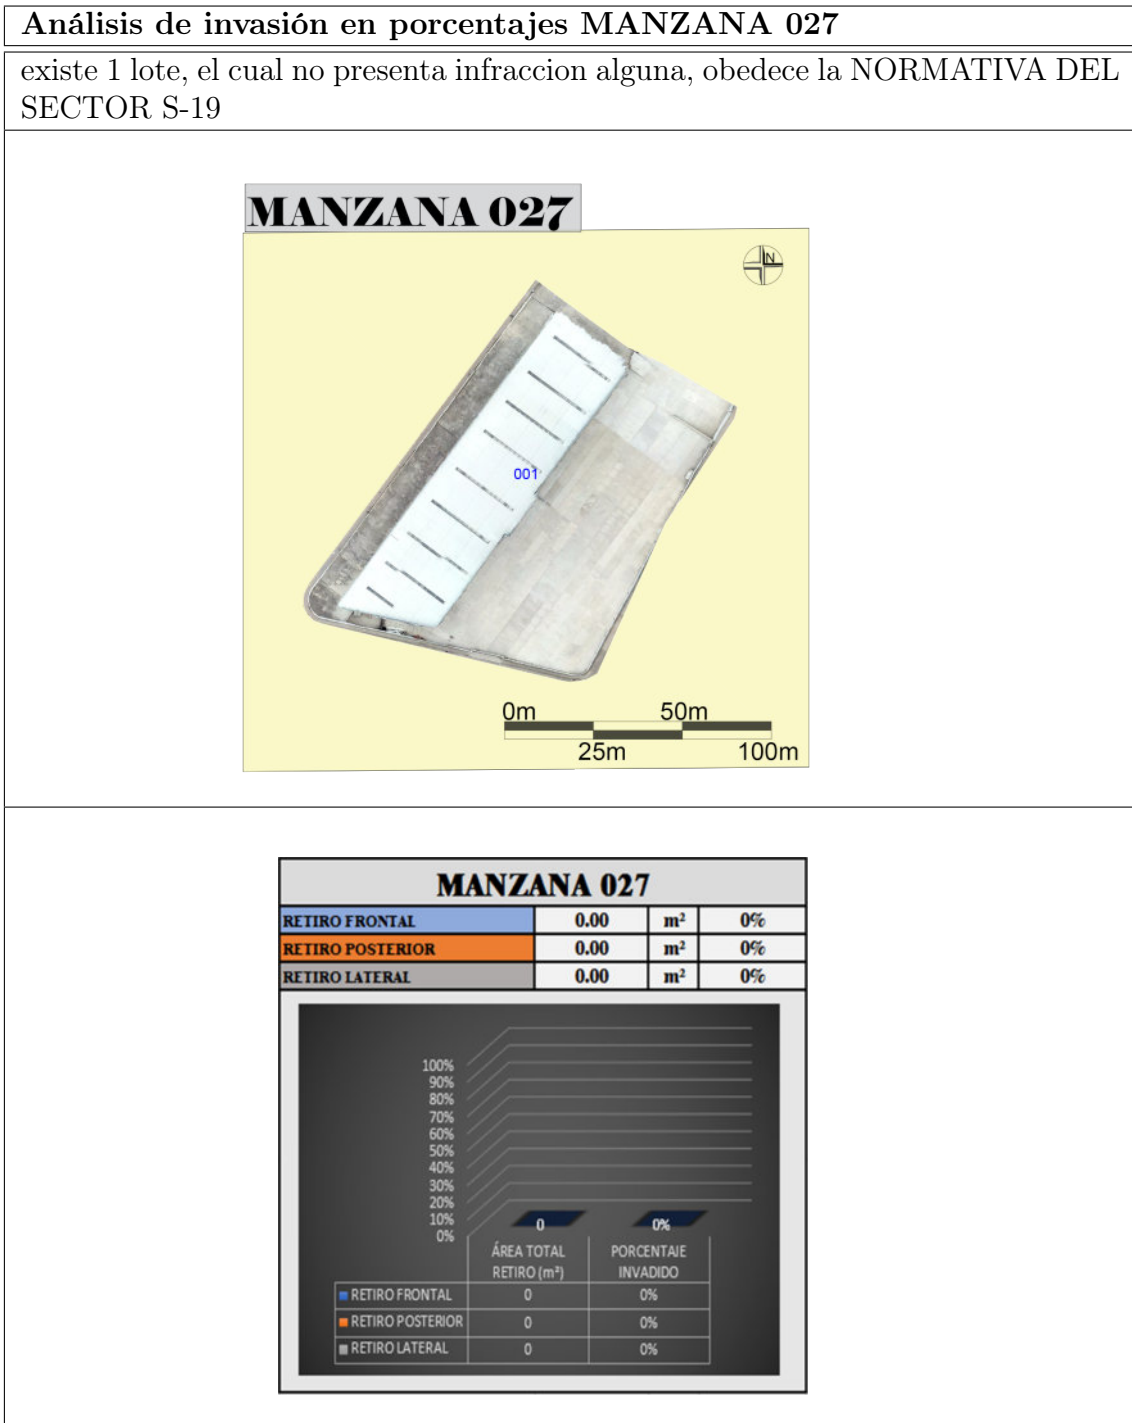 Análisis de invasión en porcentajes MANZANA 027
existe 1 lote, el cual no presenta infraccion alguna, obedece la NORMATIVA DEL
SECTOR S-19
MANZANA 027
N
001
0m 50m
25m 100m
MANZANA 027
RETIRO FRONTAL 0.00 m² 0%
RETIRO POSTERIOR 0.00 m² 0%
RETIRO LATERAL 0.00 m² 0%
100%
90%
80%
70%
60%
50%
40%
30%
20%
10%
0%
0 0%
ÁREA TOTAL PORCENTAJE
RETIRO (m²) INVADIDO
RETIRO FRONTAL 0 0%
RETIRO POSTERIOR 0 0%
RETIRO LATERAL 0 0%